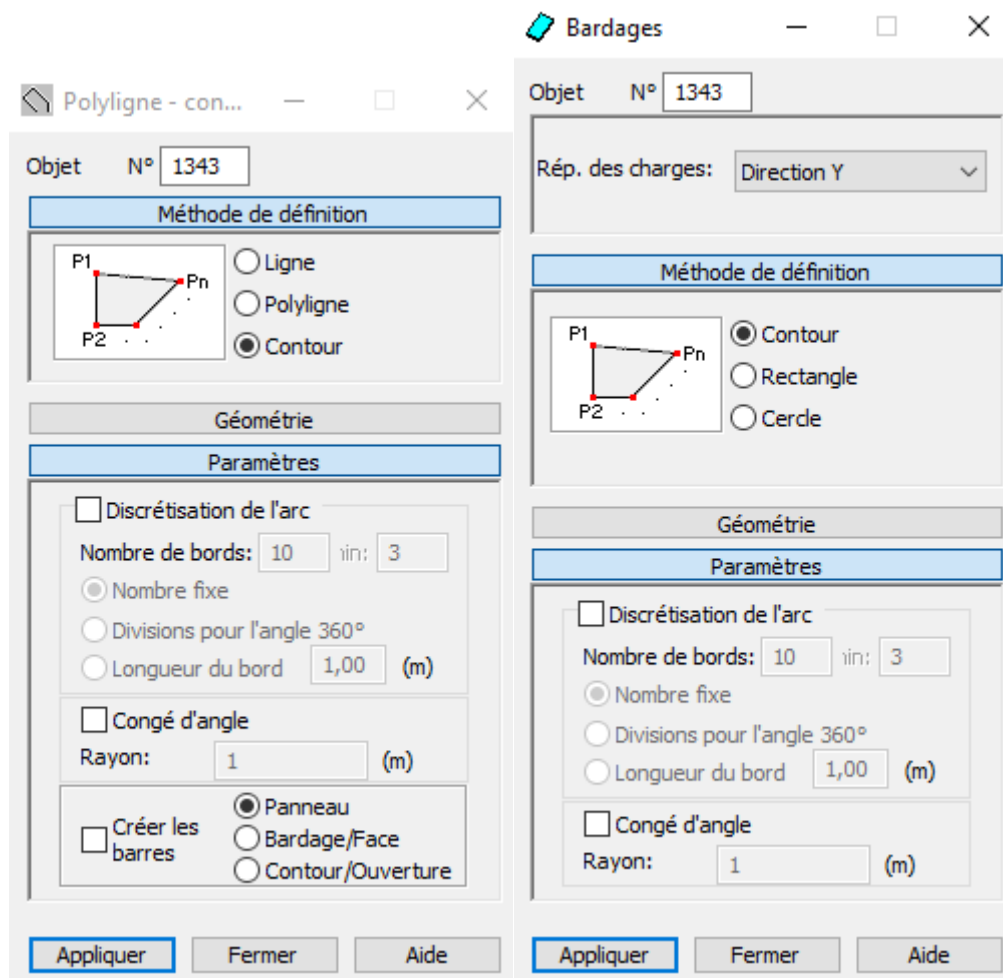 Polyligne - con...
Objet N° 1343
Méthode de définition
P1
Pn
P2
Ligne
Polyligne
Contour
Géométrie
Paramètres
Discrétisation de l'arc
Nombre de bords: 10 3
Nombre fixe
Divisions pour l'angle 360°
Longueur du bord 1,00 (m)
Congé d'angle
Rayon: 1 (m)
Créer les
barres
Panneau
Bardage/Face
Contour/Ouverture
Appliquer Fermer Aide
Bardages
Objet N° 1343
Rép. des charges: Direction Y
Méthode de définition
P1
Pn
P2
Contour
Rectangle
Cercle
Géométrie
Paramètres
Discrétisation de l'arc
Nombre de bords: 10 3
Nombre fixe
Divisions pour l'angle 360°
Longueur du bord 1,00 (m)
Congé d'angle
Rayon: 1 (m)
Appliquer Fermer Aide